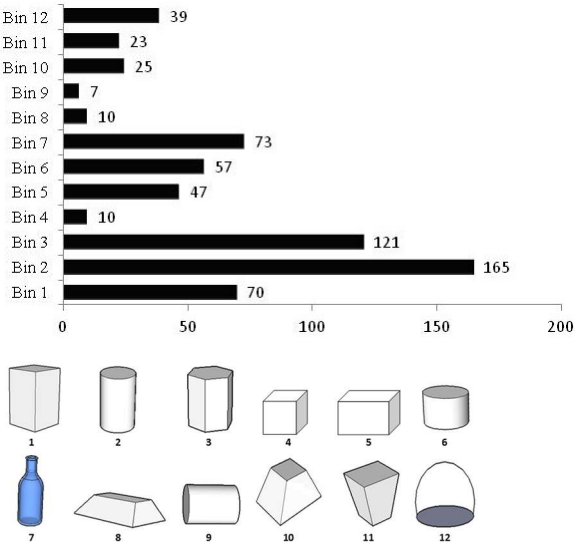 Bin 12 39
Bin 11 23
Bin 10 25
Bin 9 7
Bin 8 10
Bin 7 73
Bin 6 57
Bin 5 47
Bin 4 10
Bin 3 121
Bin 2 165
Bin 1 70
0 50 100 150 200
1 2 3 4 5 6
7 8 9 10 11 12